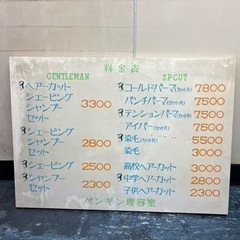 料金表
GENTLEMAN
ヘアーカット
シェービング
シャンプー
セット
3300
シェービング
シャンプー
セット
2800
シェービング
2500
シャンプー
セット
2300
SPCUT
コールドパーマ(カット付) 7800
パンチパーマ(カット付) 7500
テンションパーマ(カット付) 7500
アイパー(カット付) 7500
染毛(カット付) 5500
染毛 3000
高校ヘアーカット 3000
中学ヘアーカット 2800
子供ヘアーカット 2300
ペンギン理容室